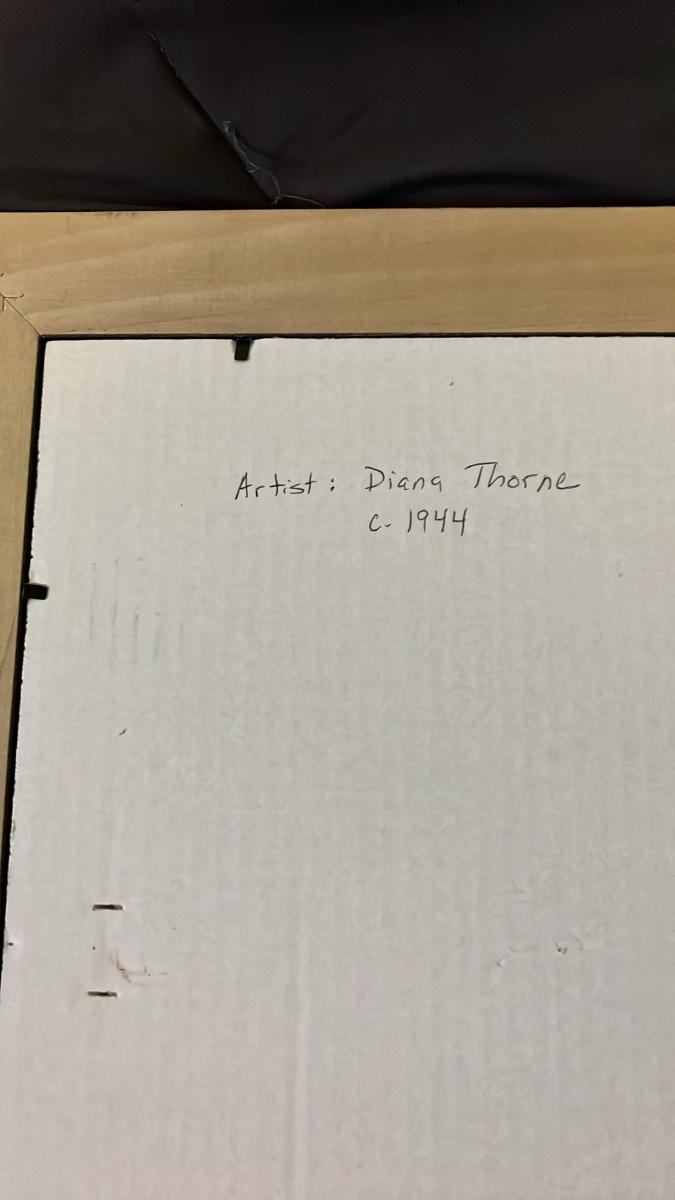 Artist: Diana Thorne
c. 1944